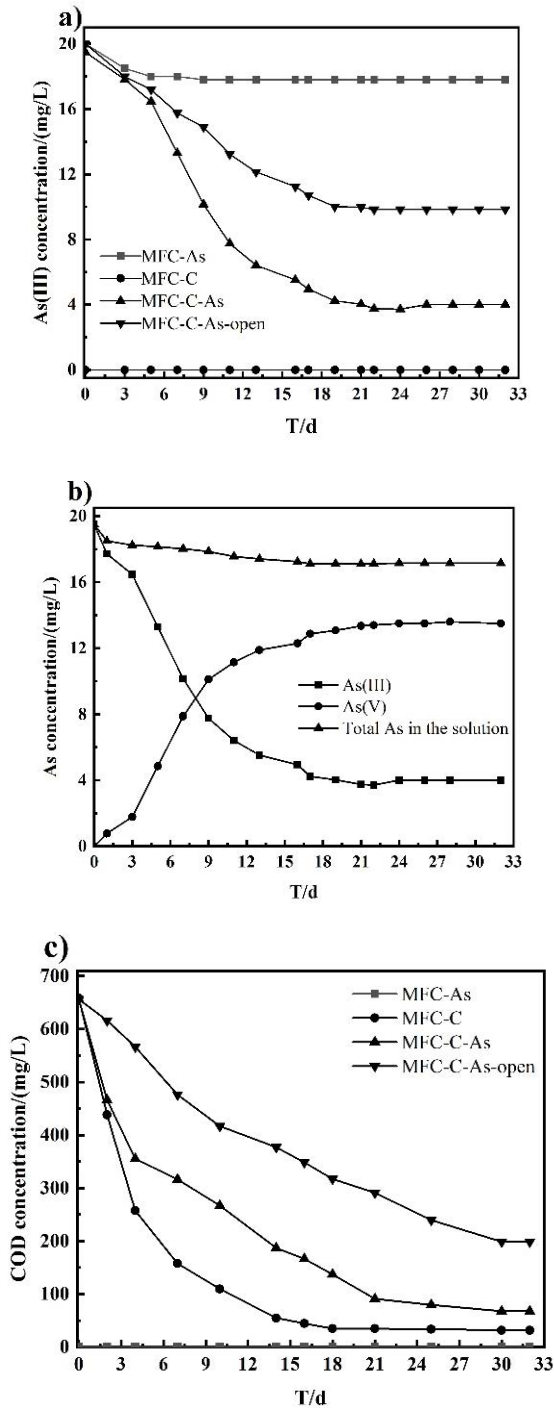 a)
As(III) concentration/(mg/L)
20
16
12
8
4
0
MFC-As
MFC-C
MFC-C-As
MFC-C-As-open
0 3 6 9 12 15 18 21 24 27 30 33
T/d
b)
As concentration/(mg/L)
20
16
12
8
4
0
As(III)
As(V)
Total As in the solution
0 3 6 9 12 15 18 21 24 27 30 33
T/d
c)
COD concentration/(mg/L)
700
600
500
400
300
200
100
0
MFC-As
MFC-C
MFC-C-As
MFC-C-As-open
0 3 6 9 12 15 18 21 24 27 30 33
T/d